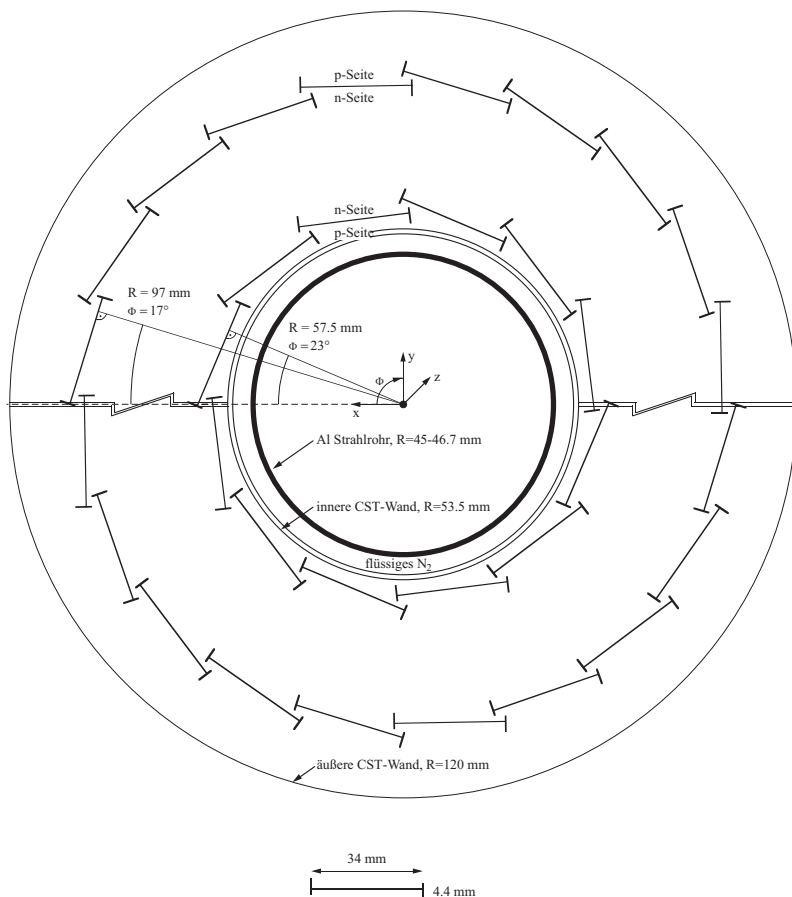 p-Seite
n-Seite
n-Seite
p-Seite
R = 97 mm
Φ = 17°
R = 57.5 mm
Φ = 23°
y
Φ
z
x
Al Strahlrohr, R=45-46.7 mm
innere CST-Wand, R=53.5 mm
flüssiges N₂
äußere CST-Wand, R=120 mm
34 mm
4.4 mm